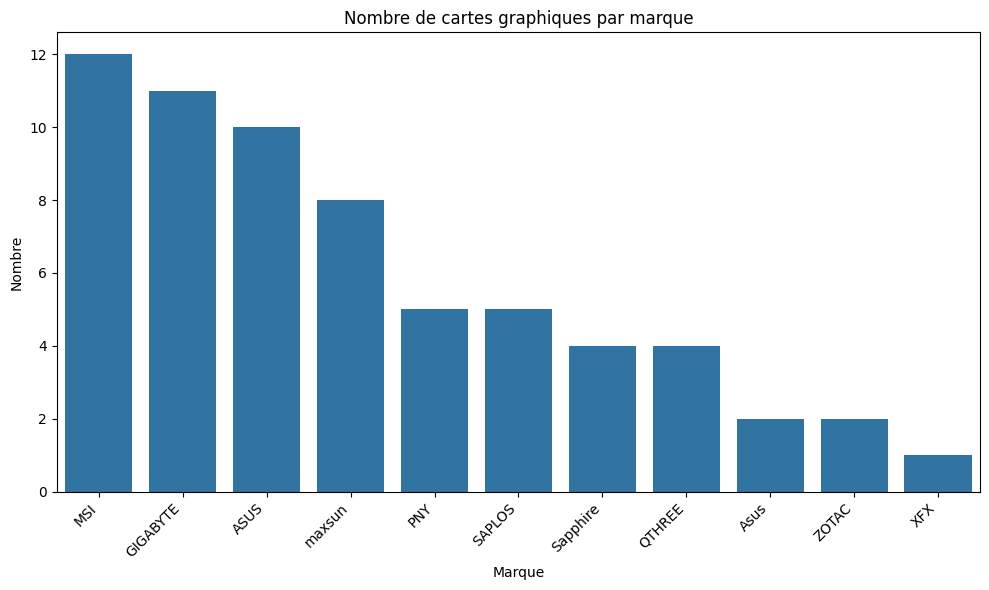 Nombre de cartes graphiques par marque
Nombre
12
10
8
6
4
2
0
MSI
GIGABYTE
ASUS
maxsun
PNY
SAPLOS
Sapphire
QTHREE
Asus
ZOTAC
XFX
Marque